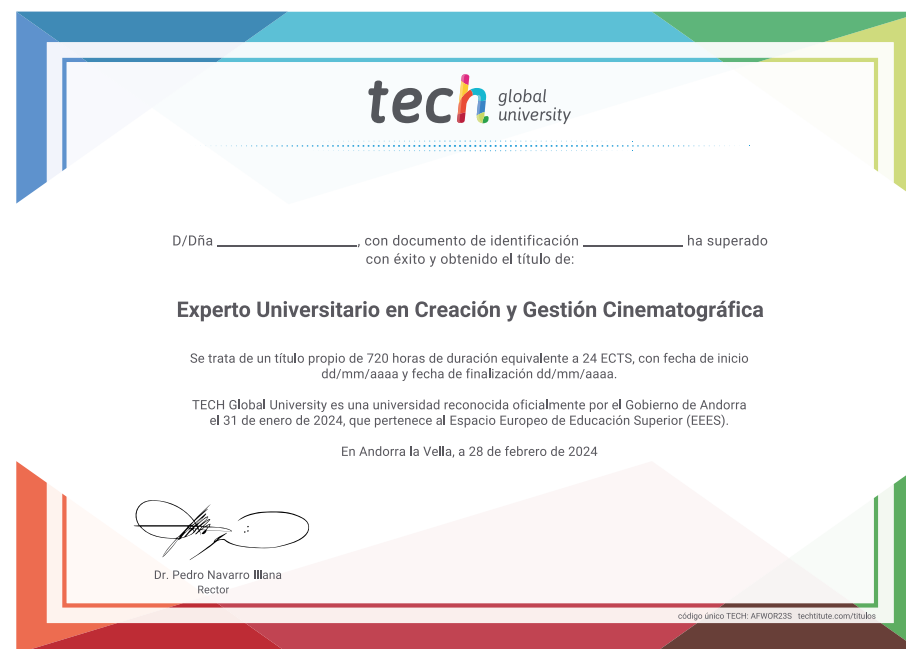 tech global university
D/Dña ____________________, con documento de identificación ______________ ha superado
con éxito y obtenido el título de:
Experto Universitario en Creación y Gestión Cinematográfica
Se trata de un título propio de 720 horas de duración equivalente a 24 ECTS, con fecha de inicio
dd/mm/aaaa y fecha de finalización dd/mm/aaaa.
TECH Global University es una universidad reconocida oficialmente por el Gobierno de Andorra
el 31 de enero de 2024, que pertenece al Espacio Europeo de Educación Superior (EEES).
En Andorra la Vella, a 28 de febrero de 2024
Dr. Pedro Navarro Illana
Rector
código único TECH: AFWOR23S techtitute.com/titulos